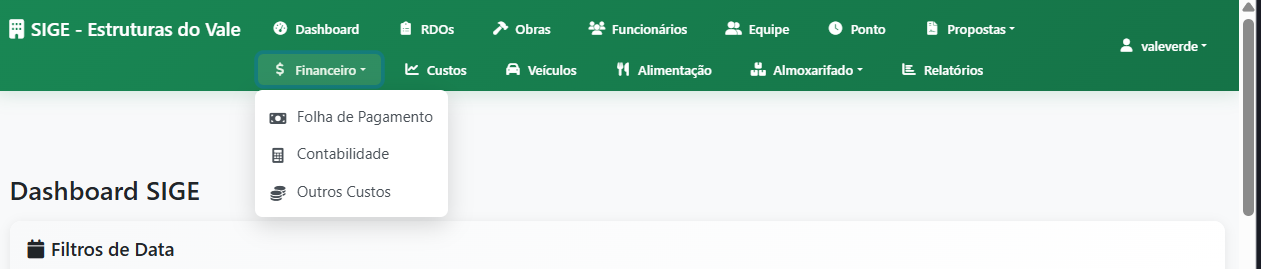 SIGE - Estruturas do Vale
Dashboard RDOs Obras Funcionários Equipe Ponto Propostas
valeverde
Financeiro Custos Veículos Alimentação Almoxarifado Relatórios
Folha de Pagamento
Contabilidade
Outros Custos
Dashboard SIGE
Filtros de Data